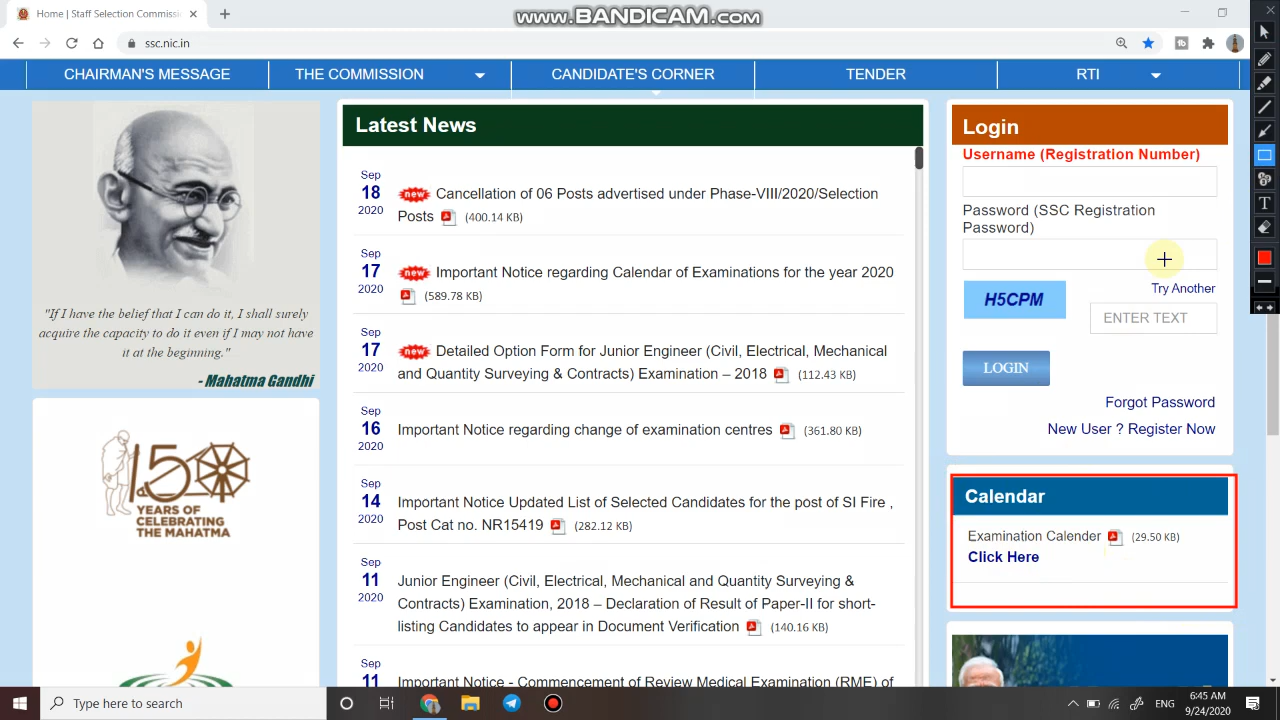 Home | Staff Selection Commissi
www.BANDICAM.com
ssc.nic.in
CHAIRMAN'S MESSAGE
THE COMMISSION
CANDIDATE'S CORNER
TENDER
RTI
"If I have the belief that I can do it, I shall surely
acquire the capacity to do it even if I may not have
it at the beginning."
- Mahatma Gandhi
150
YEARS OF
CELEBRATING
THE MAHATMA
Latest News
Sep
18
2020
new Cancellation of 06 Posts advertised under Phase-VIII/2020/Selection
Posts (400.14 KB)
Sep
17
2020
new Important Notice regarding Calendar of Examinations for the year 2020
(589.78 KB)
Sep
17
2020
new Detailed Option Form for Junior Engineer (Civil, Electrical, Mechanical
and Quantity Surveying & Contracts) Examination – 2018 (112.43 KB)
Sep
16
2020
Important Notice regarding change of examination centres (361.80 KB)
Sep
14
2020
Important Notice Updated List of Selected Candidates for the post of SI Fire ,
Post Cat no. NR15419 (282.12 KB)
Sep
11
2020
Junior Engineer (Civil, Electrical, Mechanical and Quantity Surveying &
Contracts) Examination, 2018 – Declaration of Result of Paper-II for short-
listing Candidates to appear in Document Verification (140.16 KB)
Sep
11
Important Notice - Commencement of Review Medical Examination (RME) of
Login
Username (Registration Number)
Password (SSC Registration
Password)
Try Another
H5CPM
ENTER TEXT
LOGIN
Forgot Password
New User ? Register Now
Calendar
Examination Calender (29.50 KB)
Click Here
Type here to search
ENG
6:45 AM
9/24/2020